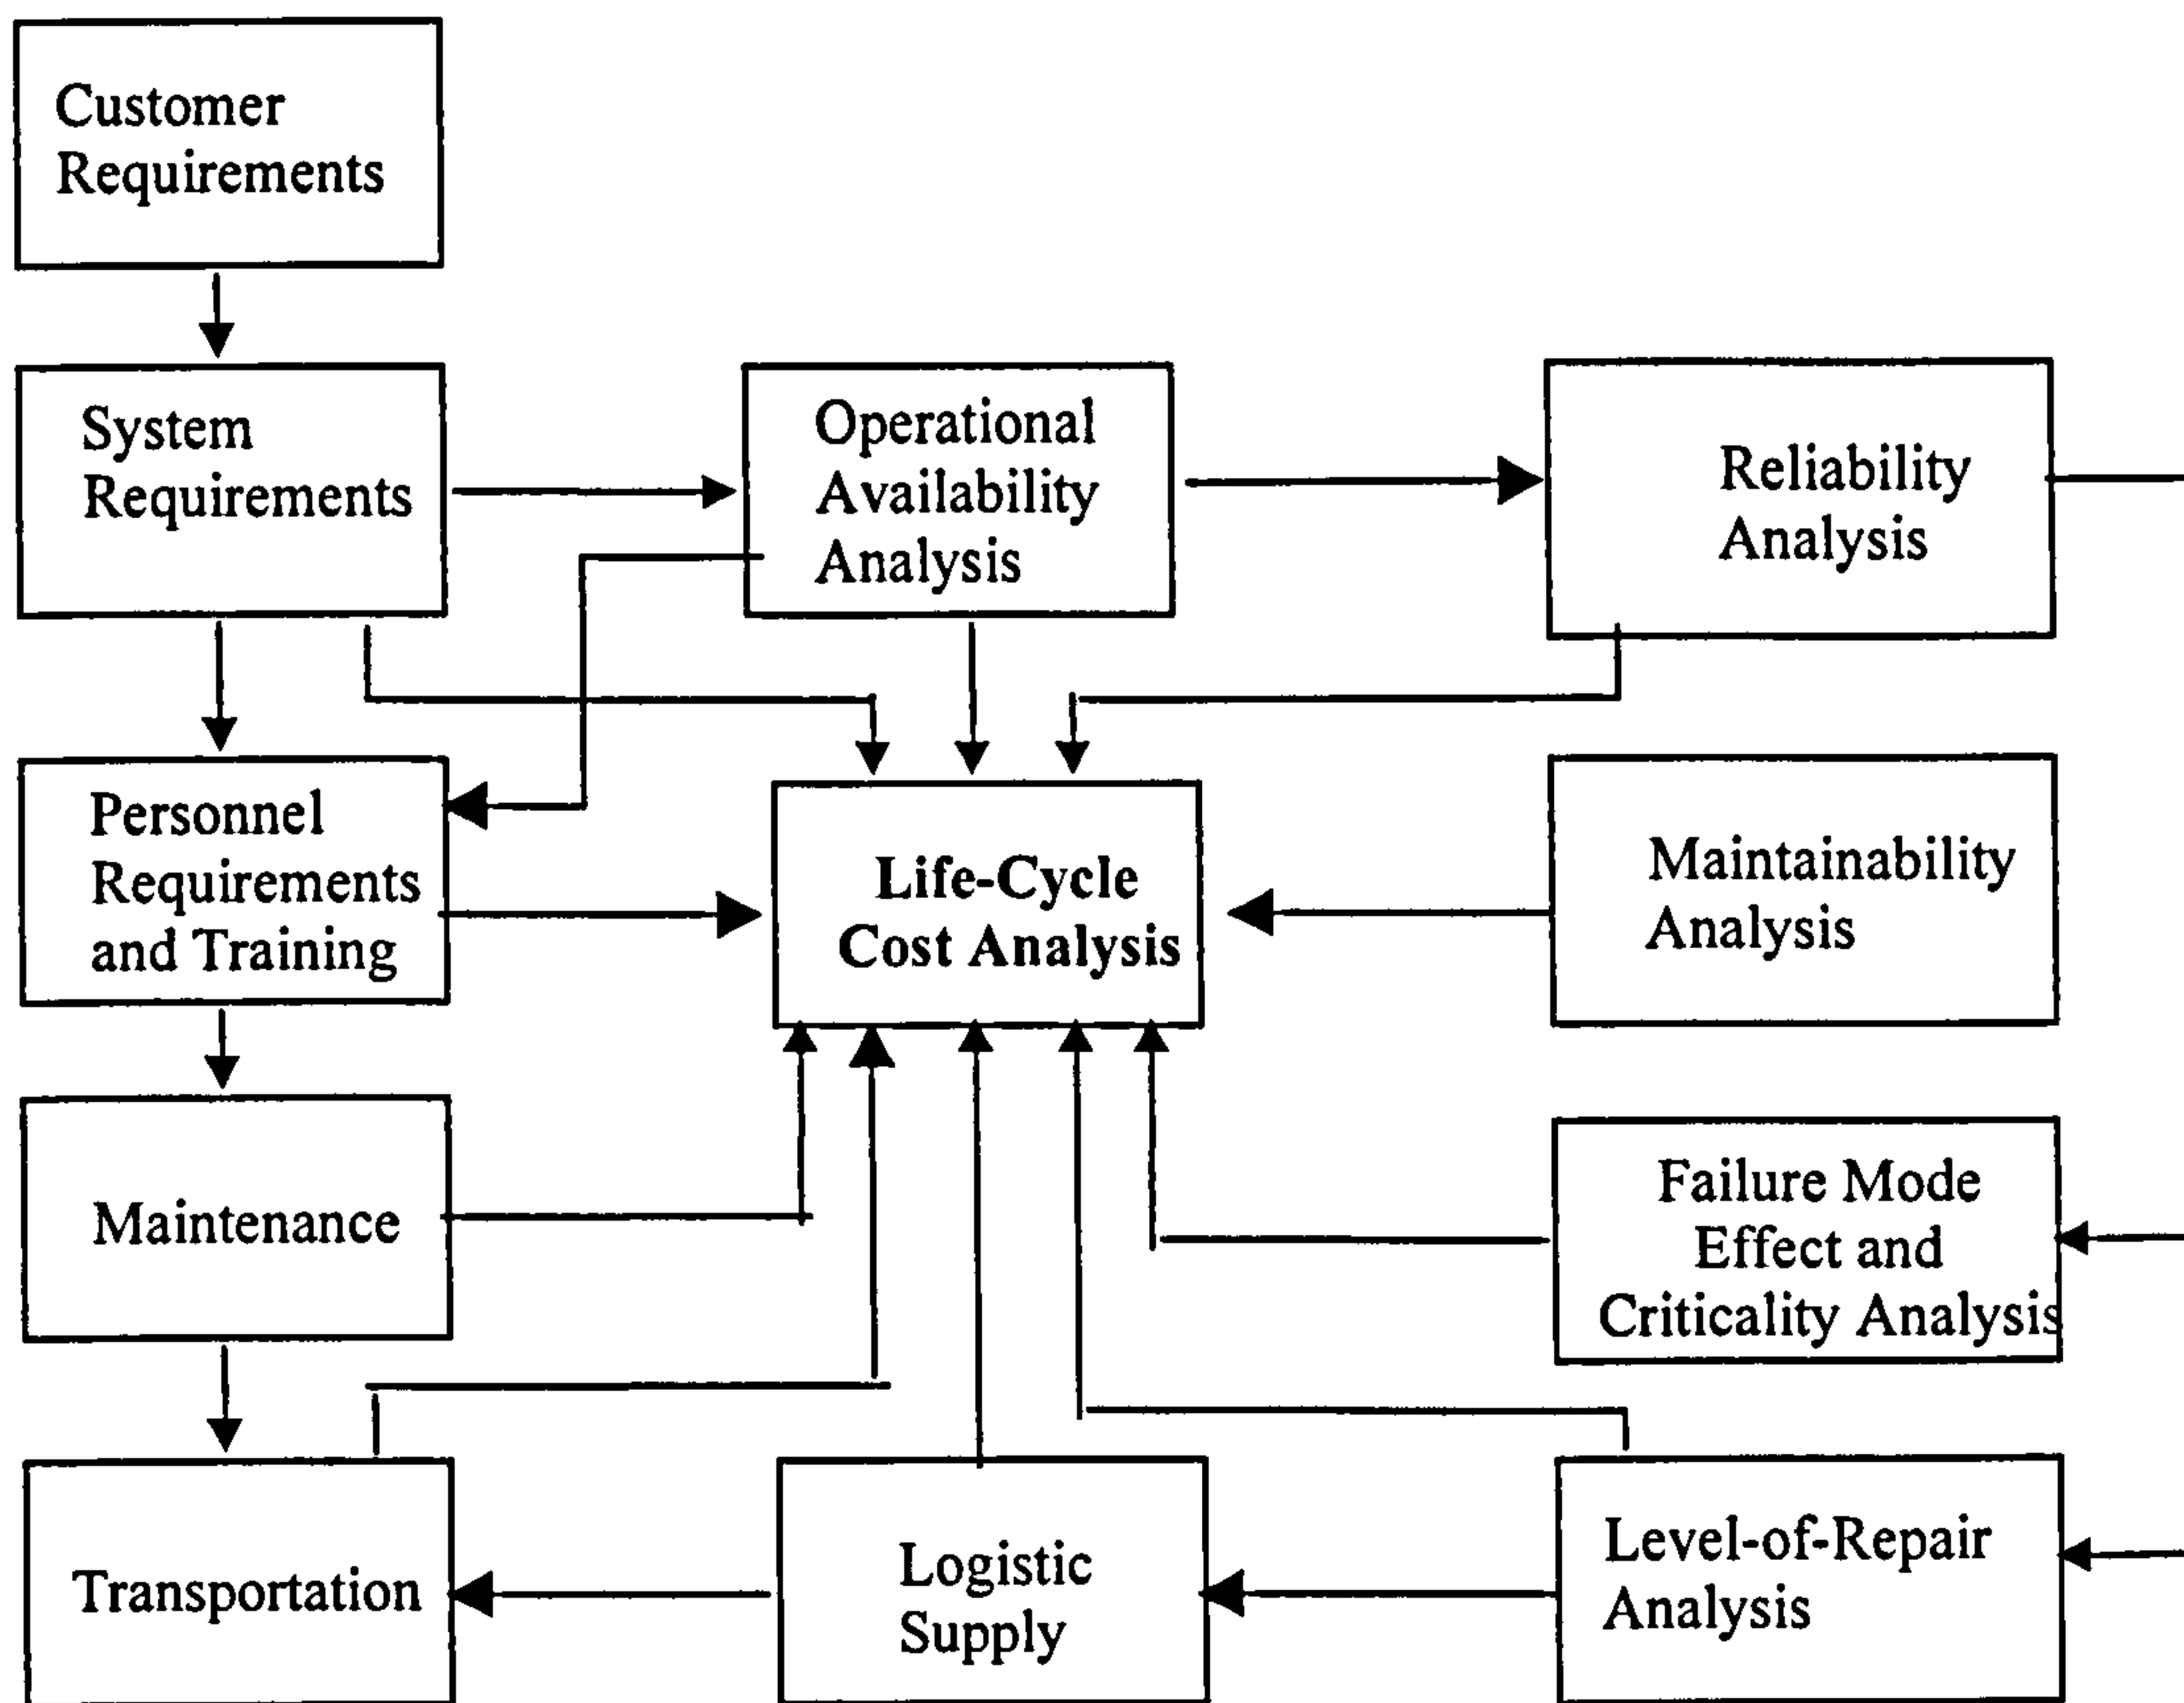 Customer
Requirements
System
Requirements
Operational
Availability
Analysis
Reliability
Analysis
Personnel
Requirements
and Training
Life-Cycle
Cost Analysis
Maintainability
Analysis
Maintenance
Failure Mode
Effect and
Criticality Analysis
Transportation
Logistic
Supply
Level-of-Repair
Analysis